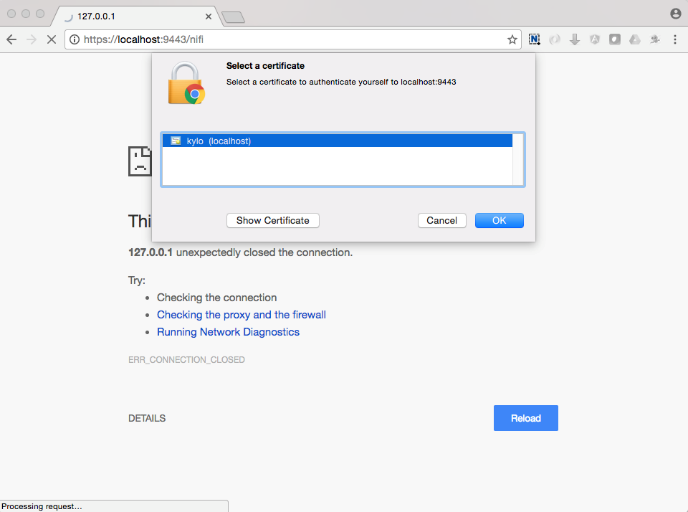 127.0.0.1
https://localhost:9443/nifi
Select a certificate
Select a certificate to authenticate yourself to localhost:9443
kylo (localhost)
Show Certificate
Cancel
OK
Thi
127.0.0.1 unexpectedly closed the connection.
Try:
Checking the connection
Checking the proxy and the firewall
Running Network Diagnostics
ERR_CONNECTION_CLOSED
DETAILS
Reload
Processing request...